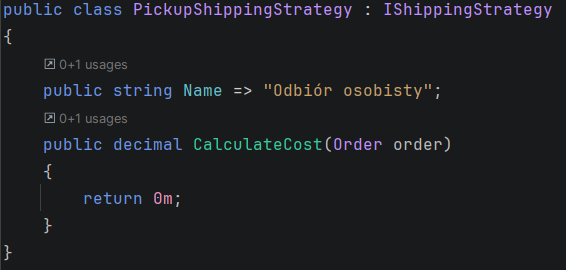 public class PickupShippingStrategy : IShippingStrategy
{
0+1 usages
public string Name => "Odbiór osobisty";
0+1 usages
public decimal CalculateCost(Order order)
{
return 0m;
}
}